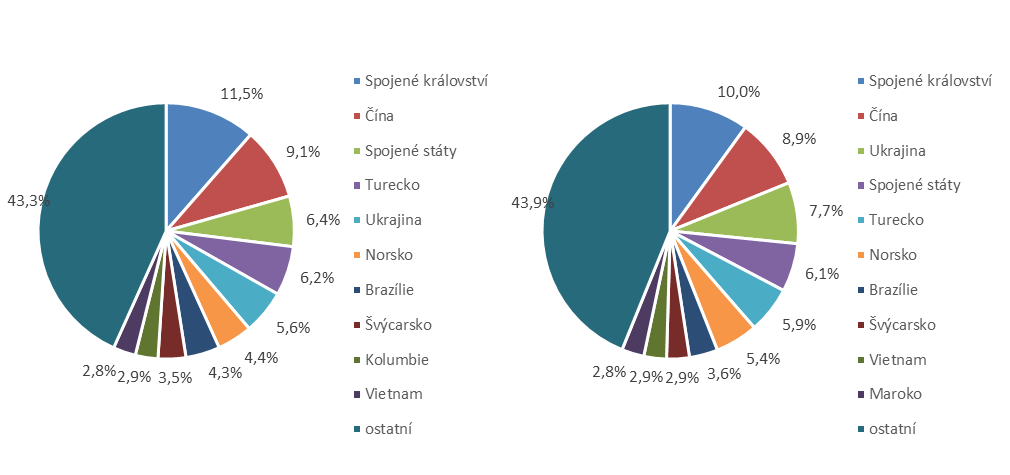 11,5%
9,1%
6,4%
6,2%
5,6%
4,4%
4,3%
3,5%
2,9%
2,8%
43,3%
Spojené království
Čína
Spojené státy
Turecko
Ukrajina
Norsko
Brazílie
Švýcarsko
Kolumbie
Vietnam
ostatní
10,0%
8,9%
7,7%
6,1%
5,9%
5,4%
3,6%
2,9%
2,9%
2,8%
43,9%
Spojené království
Čína
Ukrajina
Spojené státy
Turecko
Norsko
Brazílie
Švýcarsko
Vietnam
Maroko
ostatní